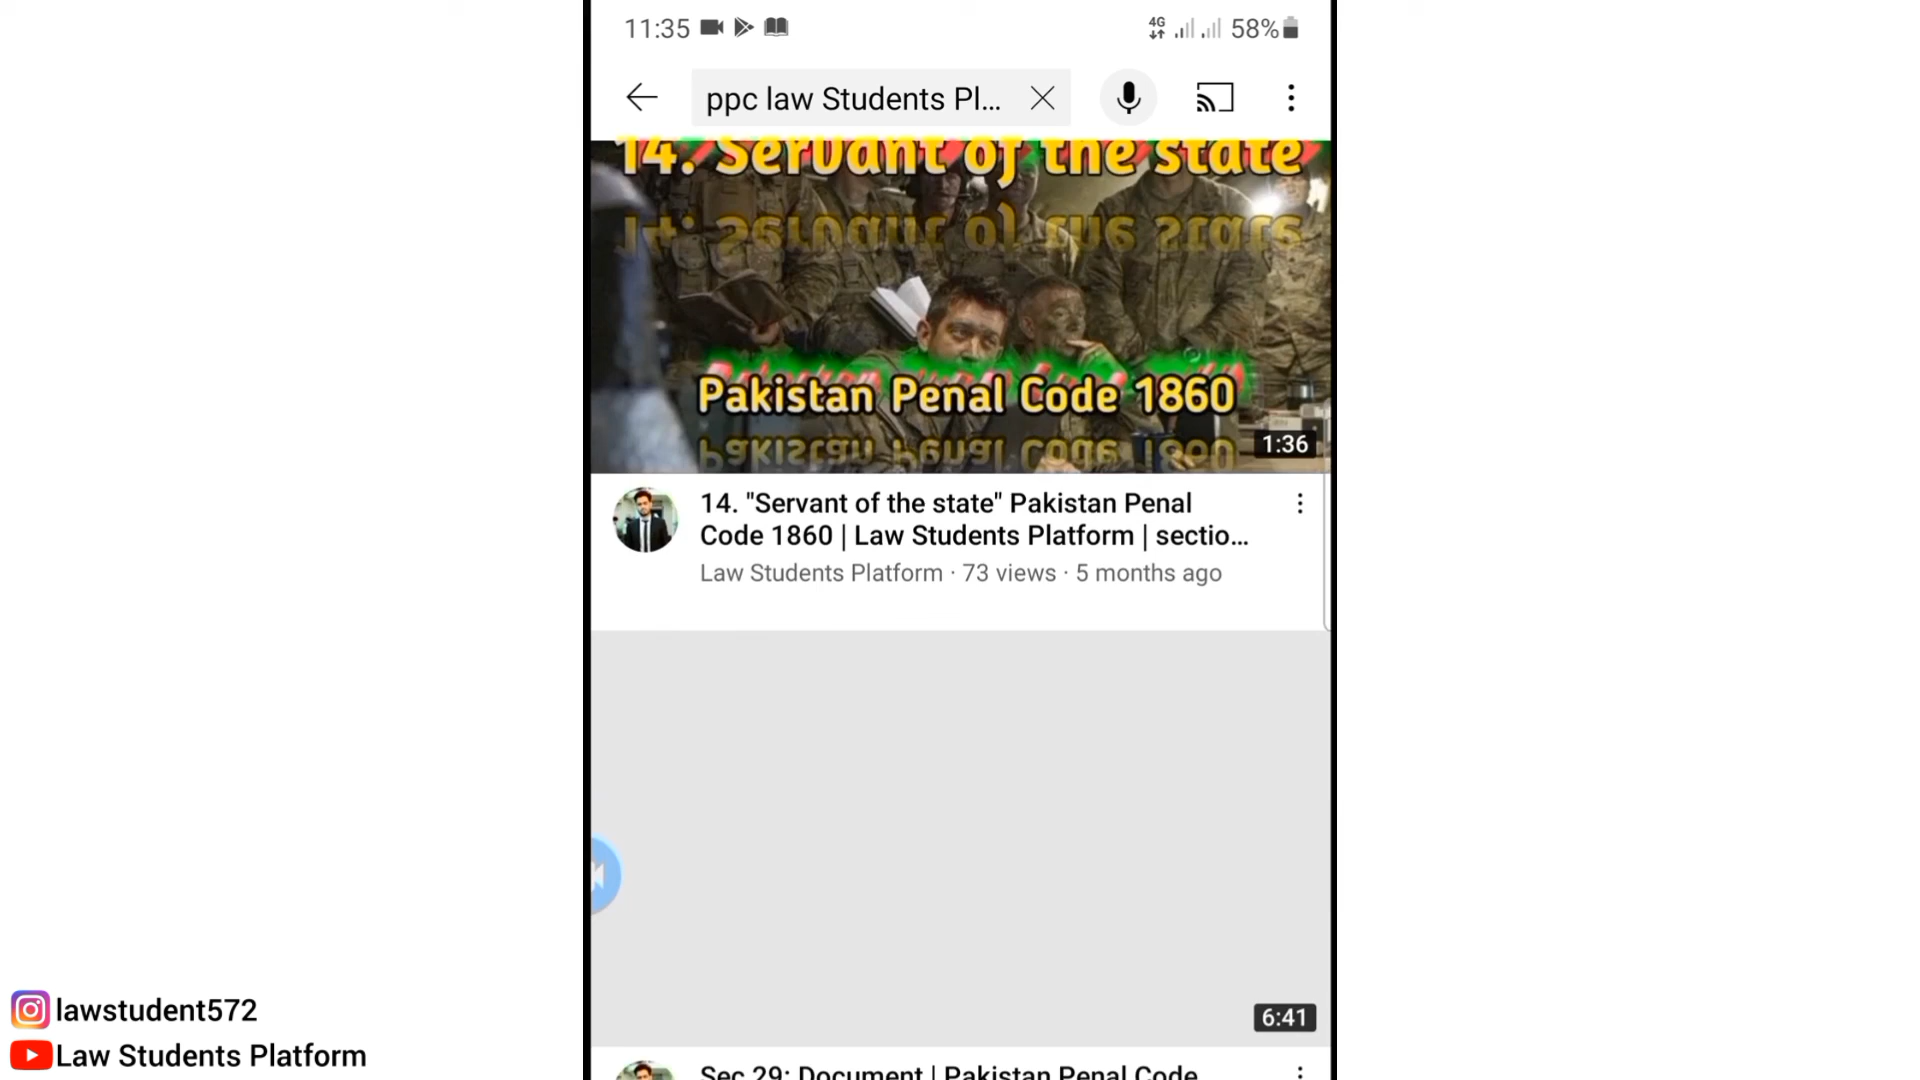 11:35
4G
58%
ppc law Students Pl...
14. Servant of the state
Pakistan Penal Code 1860
1:36
14. "Servant of the state" Pakistan Penal
Code 1860 | Law Students Platform | sectio...
Law Students Platform · 73 views · 5 months ago
6:41
Sec 29: Document | Pakistan Penal Code
lawstudent572
Law Students Platform